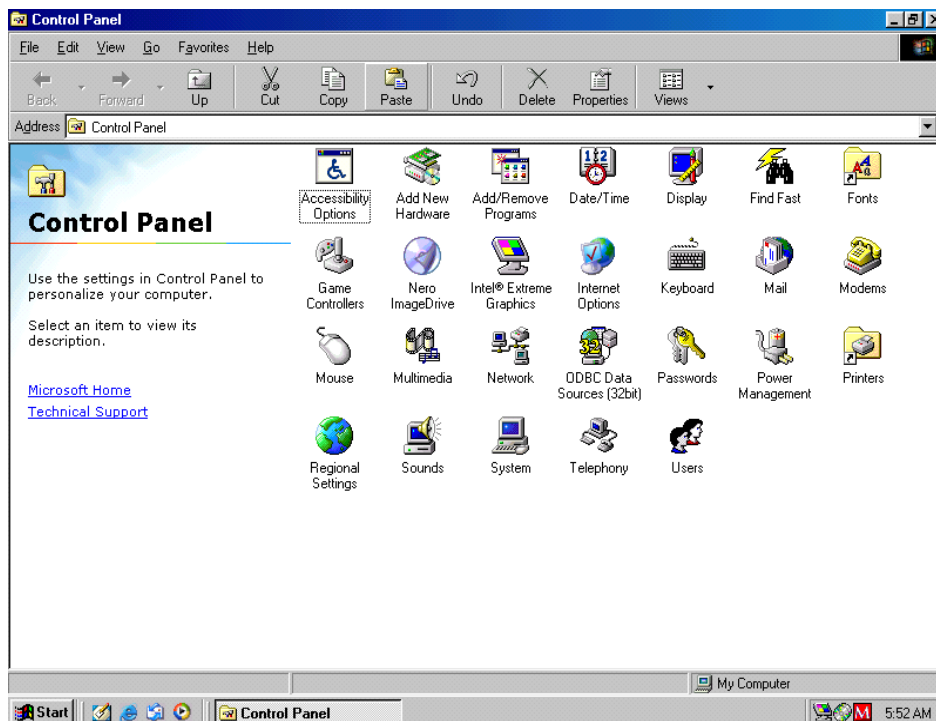 Control Panel
File Edit View Go Favorites Help
Back Forward Up Cut Copy Paste Undo Delete Properties Views
Address Control Panel
Control Panel
Use the settings in Control Panel to
personalize your computer.
Select an item to view its
description.
Microsoft Home
Technical Support
Accessibility
Options
Add New
Hardware
Add/Remove
Programs
Date/Time
Display
Find Fast
Fonts
Game
Controllers
Nero
ImageDrive
Intel® Extreme
Graphics
Internet
Options
Keyboard
Mail
Modems
Mouse
Multimedia
Network
ODBC Data
Sources (32bit)
Passwords
Power
Management
Printers
Regional
Settings
Sounds
System
Telephony
Users
My Computer
Start Control Panel M 5:52 AM